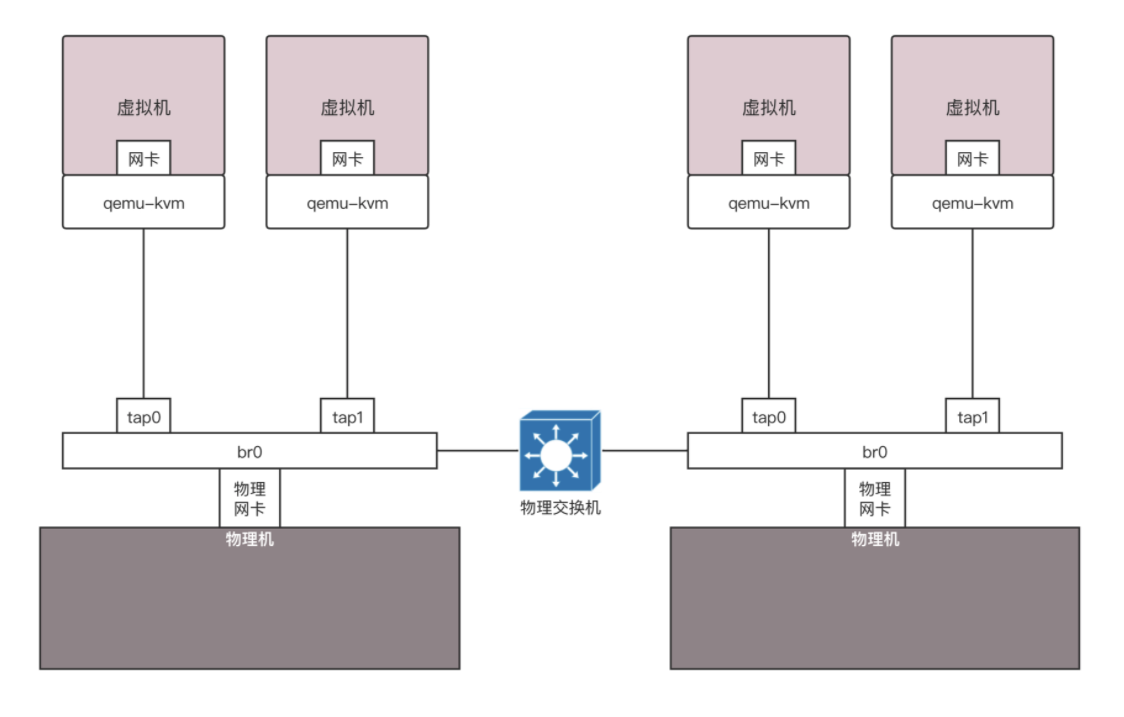 虚拟机
虚拟机
虚拟机
虚拟机
网卡
网卡
网卡
网卡
qemu-kvm
qemu-kvm
qemu-kvm
qemu-kvm
tap0
tap1
tap0
tap1
br0
br0
物理
网卡
物理交换机
物理
网卡
物理机
物理机